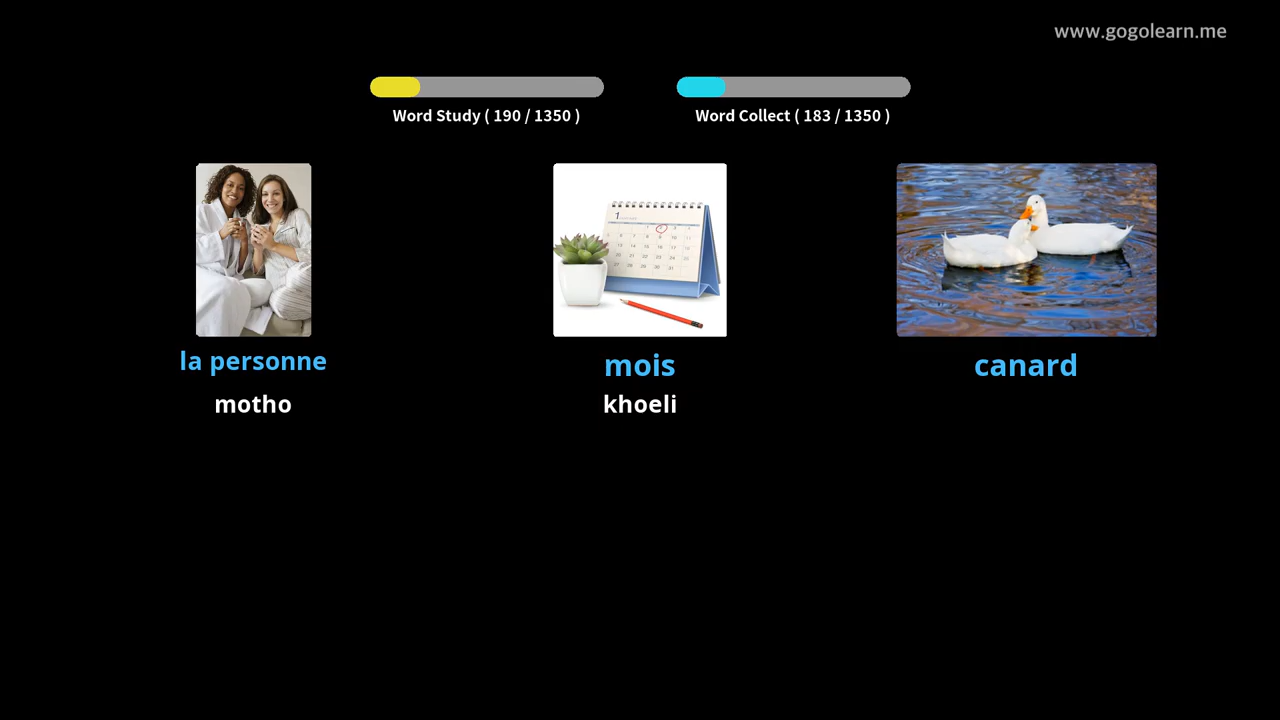 www.gogolearn.me
Word Study ( 190 / 1350 )
Word Collect ( 183 / 1350 )
la personne
motho
mois
khoeli
canard